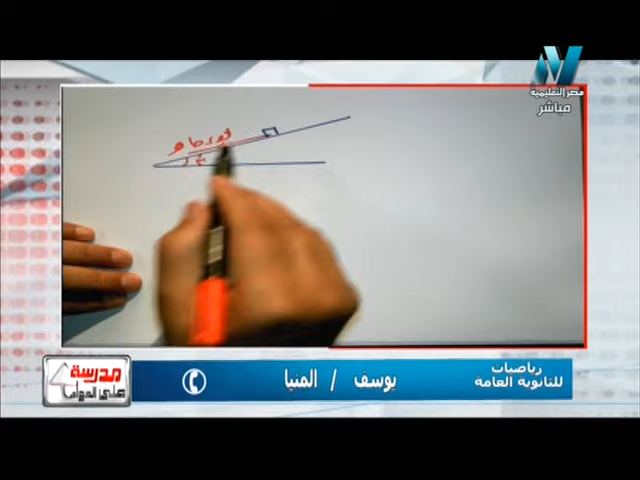 مصر التعليمية
مباشر
رياضيات
للثانوية العامة
يوسف / المنيا
مدرسة
على الهواء